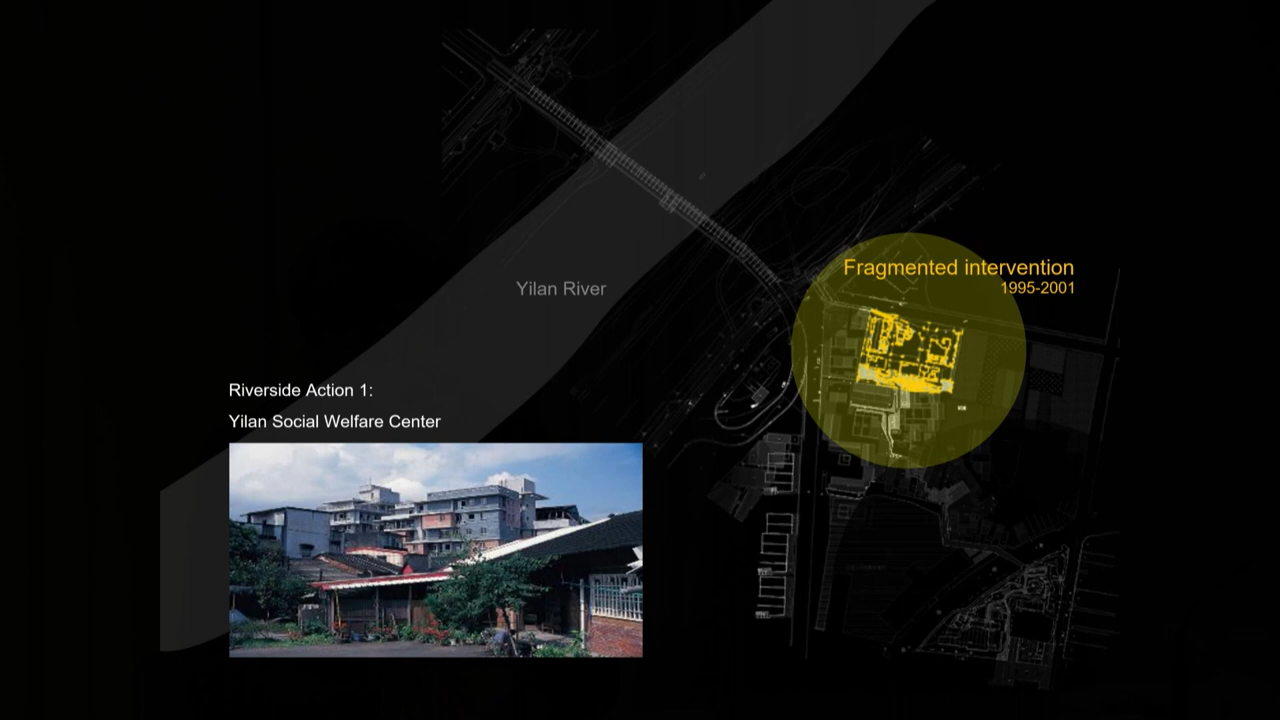 Fragmented intervention
1995-2001
Yilan River
Riverside Action 1:
Yilan Social Welfare Center